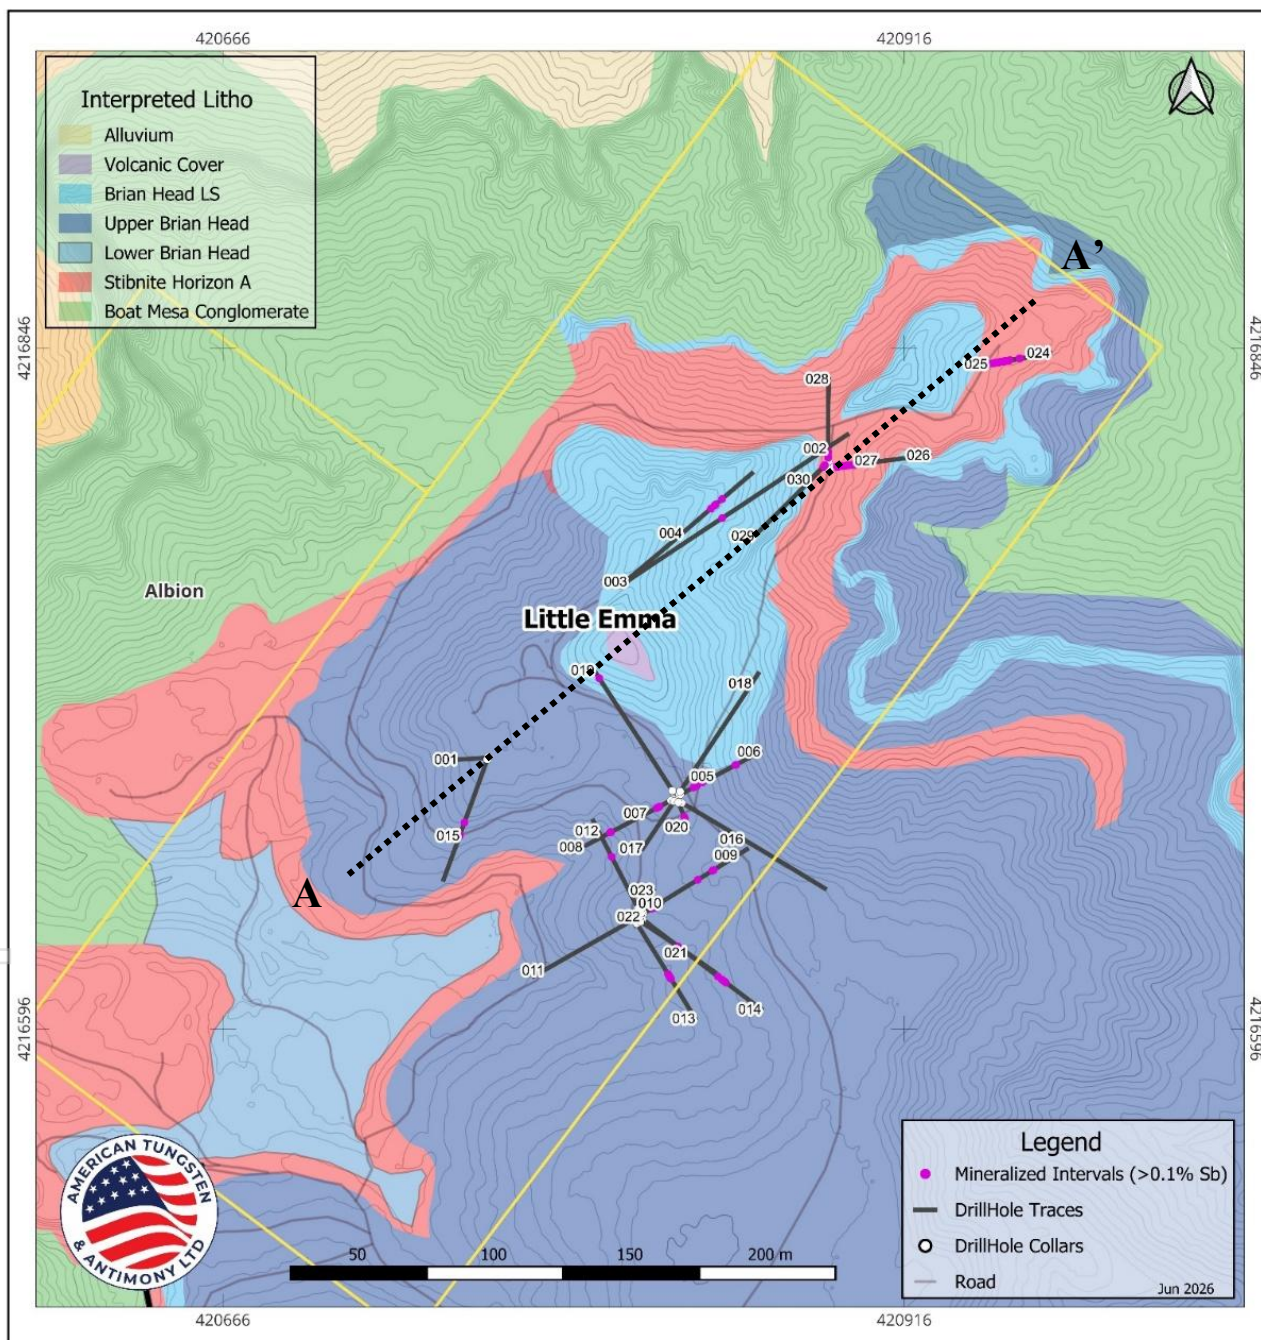 420666
420916
Interpreted Litho
Alluvium
Volcanic Cover
Brian Head LS
Upper Brian Head
Lower Brian Head
Stibnite Horizon A
Boat Mesa Conglomerate
A’
4216846
4216846
025
024
028
002
027
026
030
004
029
003
Albion
Little Emma
019
018
001
006
005
007
015
012
020
008
017
016
009
A
023
010
022
021
011
014
013
4216596
4216596
AMERICAN TUNGSTEN
& ANTIMONY LTD
50
100
150
200 m
Legend
Mineralized Intervals (>0.1% Sb)
DrillHole Traces
DrillHole Collars
Road
Jun 2026
420666
420916